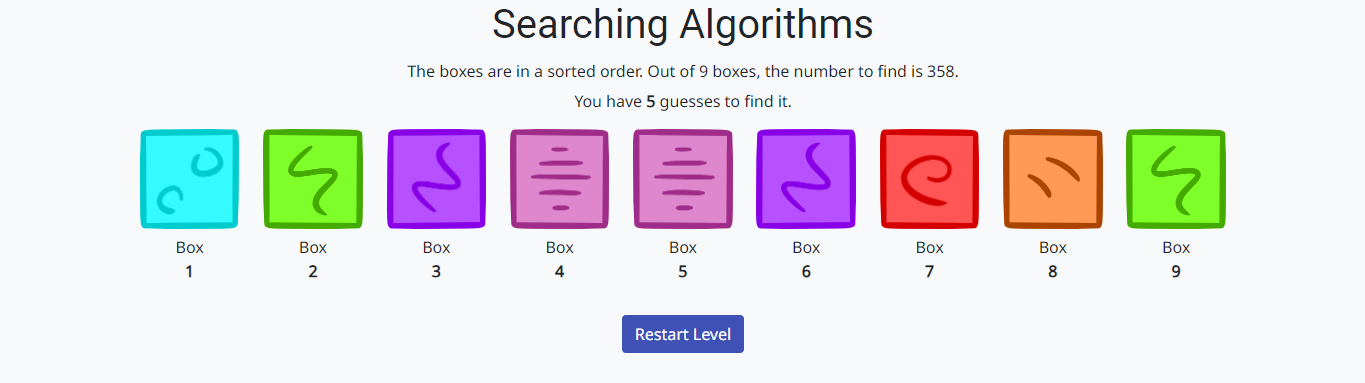 Searching Algorithms
The boxes are in a sorted order. Out of 9 boxes, the number to find is 358.
You have 5 guesses to find it.
Box Box Box Box Box Box Box Box Box
1 2 3 4 5 6 7 8 9
Restart Level